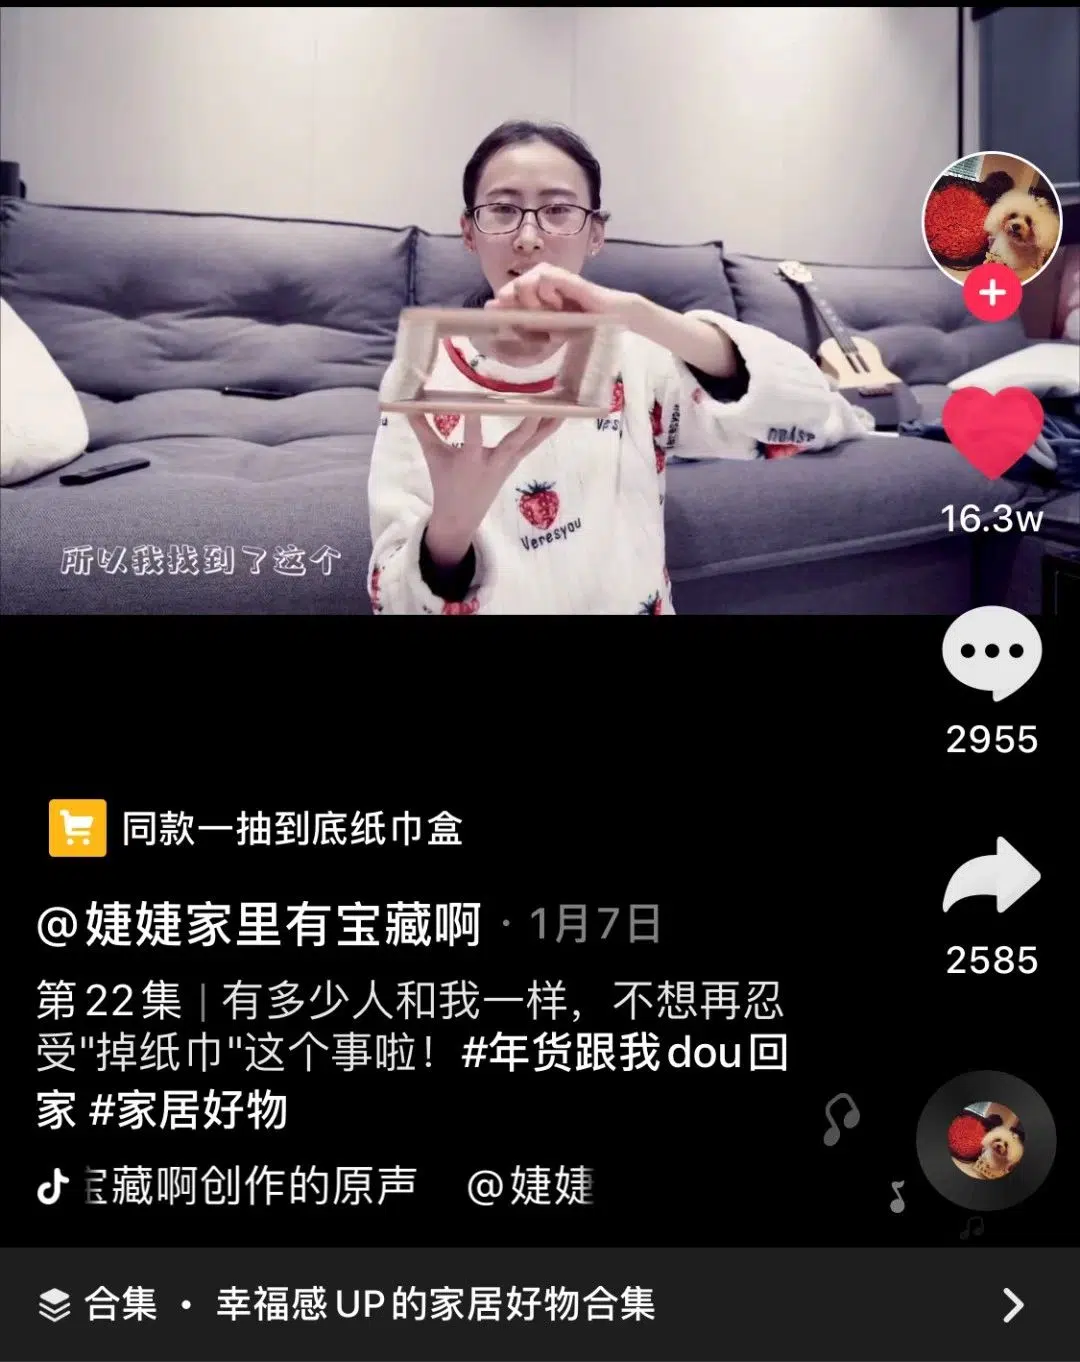 Veresyou
所以我找到了这个
16.3w
2955
同款一抽到底纸巾盒
@婕婕家里有宝藏啊 · 1月7日
2585
第22集 | 有多少人和我一样，不想再忍
受"掉纸巾"这个事啦！#年货跟我dou回
家 #家居好物
宝藏啊创作的原声 @婕婕
合集 · 幸福感UP的家居好物合集